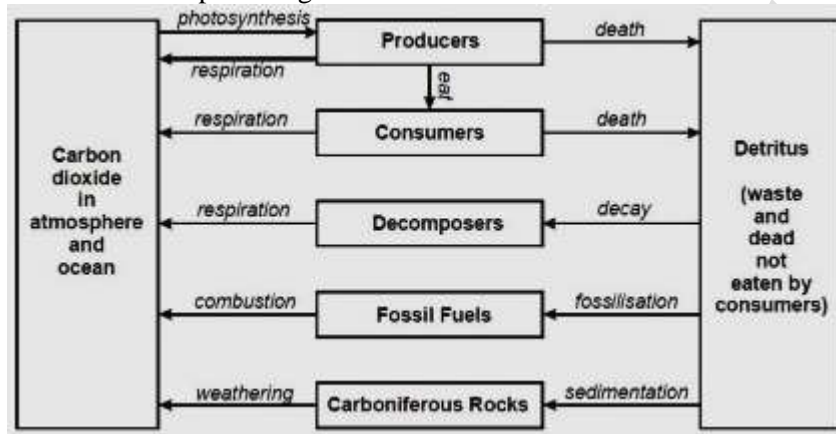 photosynthesis
Producers
death
respiration
eat
respiration
Consumers
death
Carbon
dioxide
in
atmosphere
and
ocean
Detritus
(waste
and
dead
not
eaten by
consumers)
respiration
Decomposers
decay
combustion
Fossil Fuels
fossilisation
weathering
Carboniferous Rocks
sedimentation